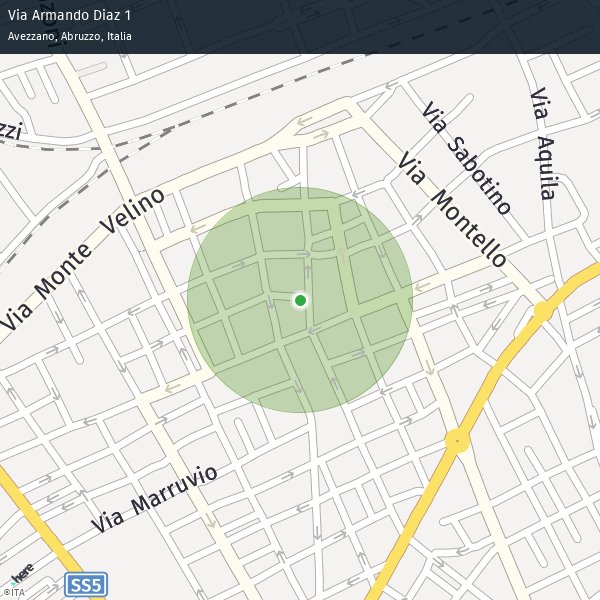 Via Armando Diaz 1
Avezzano, Abruzzo, Italia
zzi
Via Sabotino
Via Aquila
Via Montello
Via Monte Velino
Via Marruvio
here
SS5
©ITA